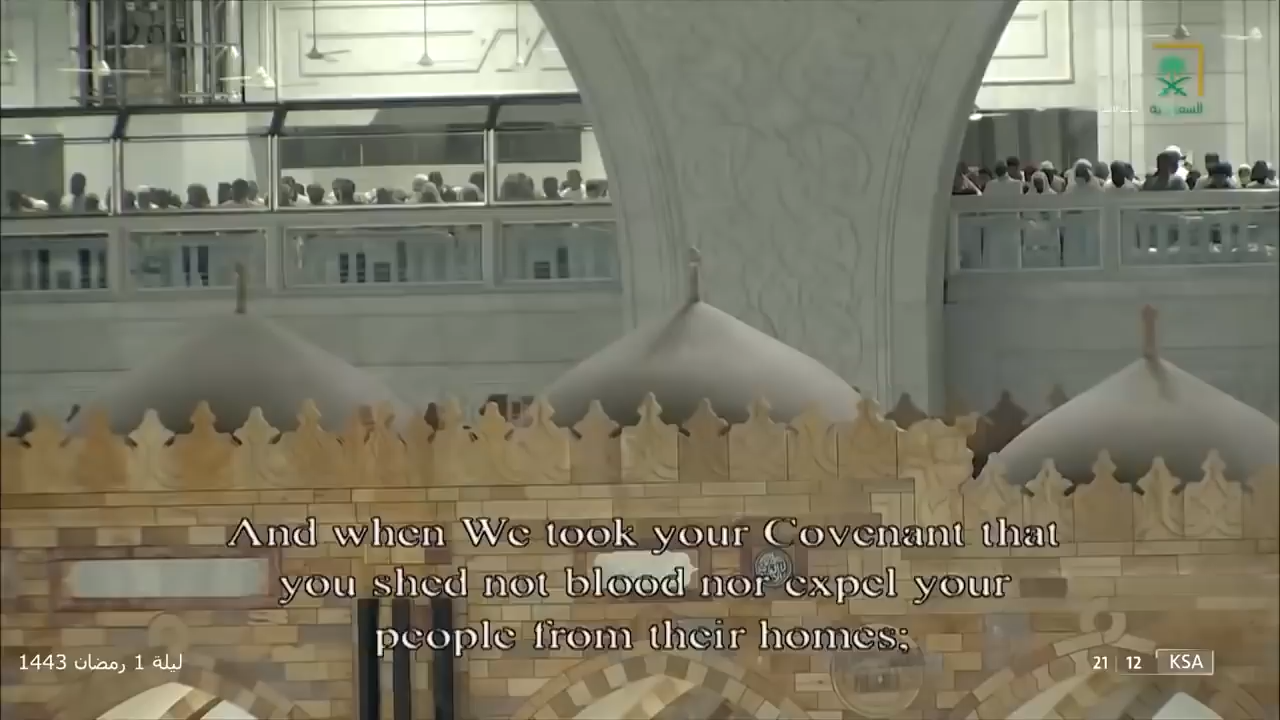 السعودية
And when We took your Covenant that
you shed not blood nor expel your
people from their homes;
ليلة 1 رمضان 1443
21 12 KSA